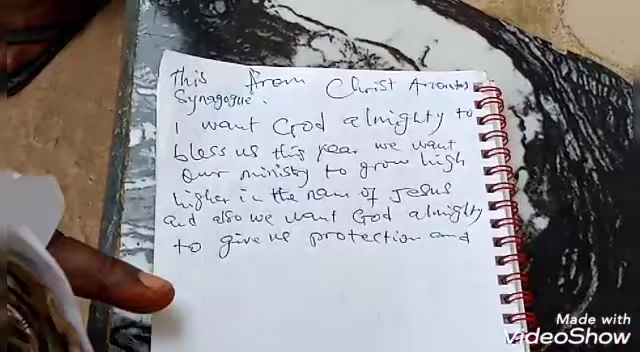 This from Christ Anointed
Synagogue.
I want God almighty to
bless us this year we want
Our ministry to grow high
higher in the name of Jesus
and also we want God almighty
to give us protection and
Made with
VideoShow